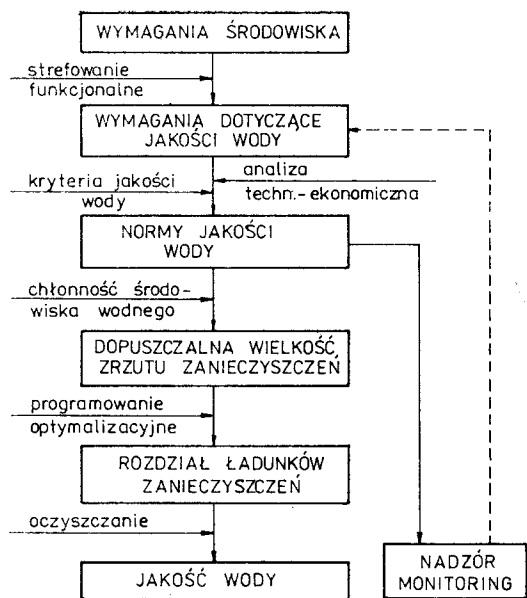 WYMAGANIA ŚRODOWISKA
strefowanie
funkcjonalne
WYMAGANIA DOTYCZĄCE
JAKOŚCI WODY
kryteria jakości
wody
analiza
techn.-ekonomiczna
NORMY JAKOŚCI
WODY
chłonność środo-
wiska wodnego
DOPUSZCZALNA WIELKOŚĆ
ZRZUTU ZANIECZYSZCZEŃ
programowanie
optymalizacyjne
ROZDZIAŁ ŁADUNKÓW
ZANIECZYSZCZEŃ
oczyszczanie
JAKOŚĆ WODY
NADZÓR
MONITORING